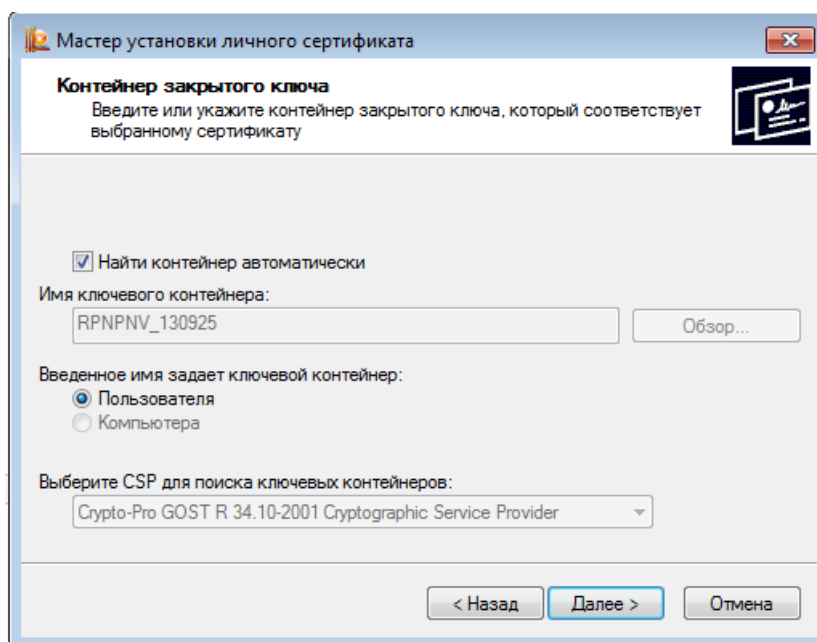 Мастер установки личного сертификата
Контейнер закрытого ключа
Введите или укажите контейнер закрытого ключа, который соответствует
выбранному сертификату
Найти контейнер автоматически
Имя ключевого контейнера:
RPNPNV_130925
Обзор...
Введенное имя задает ключевой контейнер:
Пользователя
Компьютера
Выберите CSP для поиска ключевых контейнеров:
Crypto-Pro GOST R 34.10-2001 Cryptographic Service Provider
< Назад
Далее >
Отмена